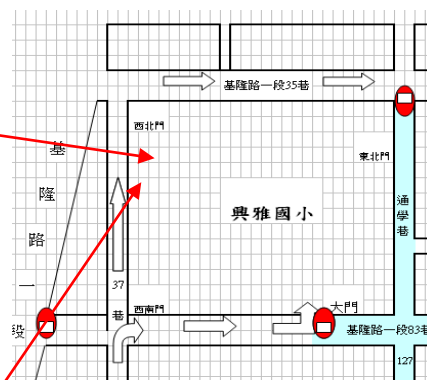 基隆路一段35巷
西北門
東北門
基
隆
路
一
段
興雅國小
通學巷
37
巷
西南門
大門
基隆路一段83巷
127